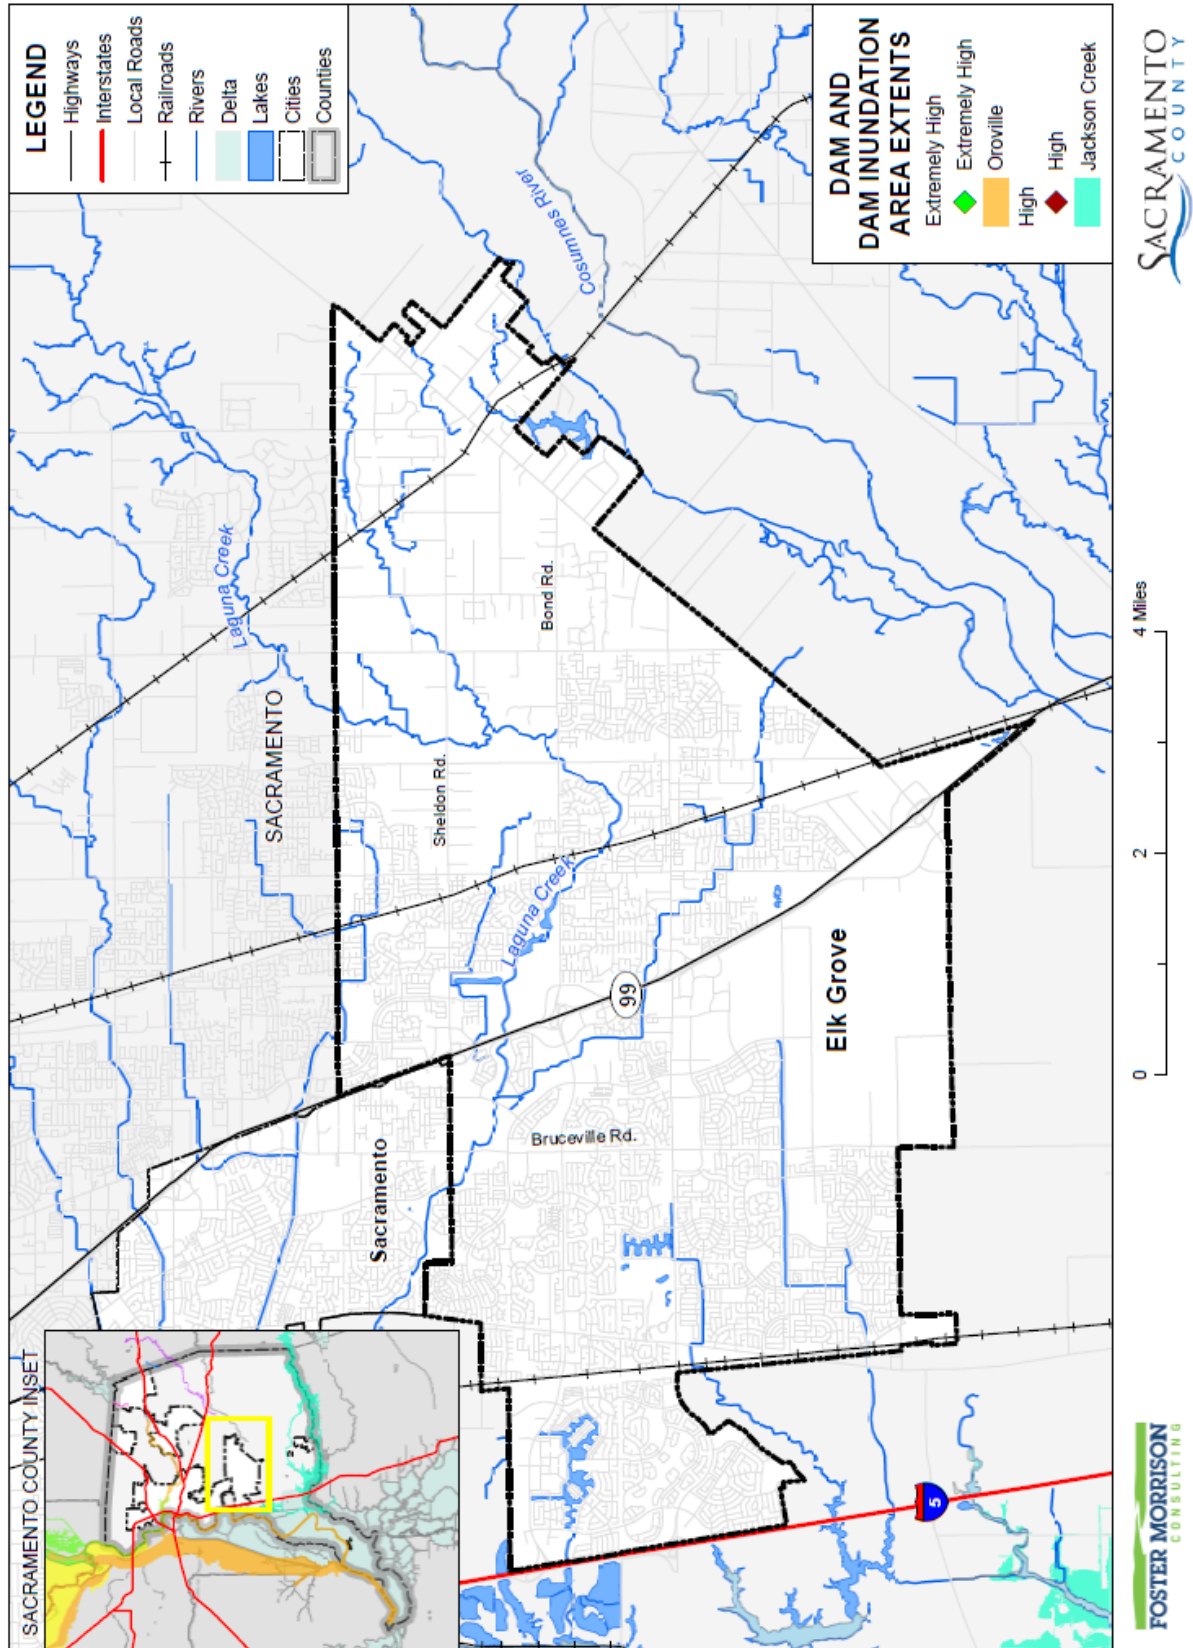 LEGEND
Highways
Interstates
Local Roads
Railroads
Rivers
Delta
Lakes
Cities
Counties
DAM AND
DAM INUNDATION
AREA EXTENTS
Extremely High
Extremely High
Oroville
High
High
Jackson Creek
Cosumnes River
Laguna Creek
SACRAMENTO
Bond Rd.
Sheldon Rd.
Laguna Creek
99
Elk Grove
Bruceville Rd.
Sacramento
5
SACRAMENTO COUNTY INSET
0
2
4 Miles
FOSTER MORRISON
CONSULTING
SACRAMENTO
COUNTY